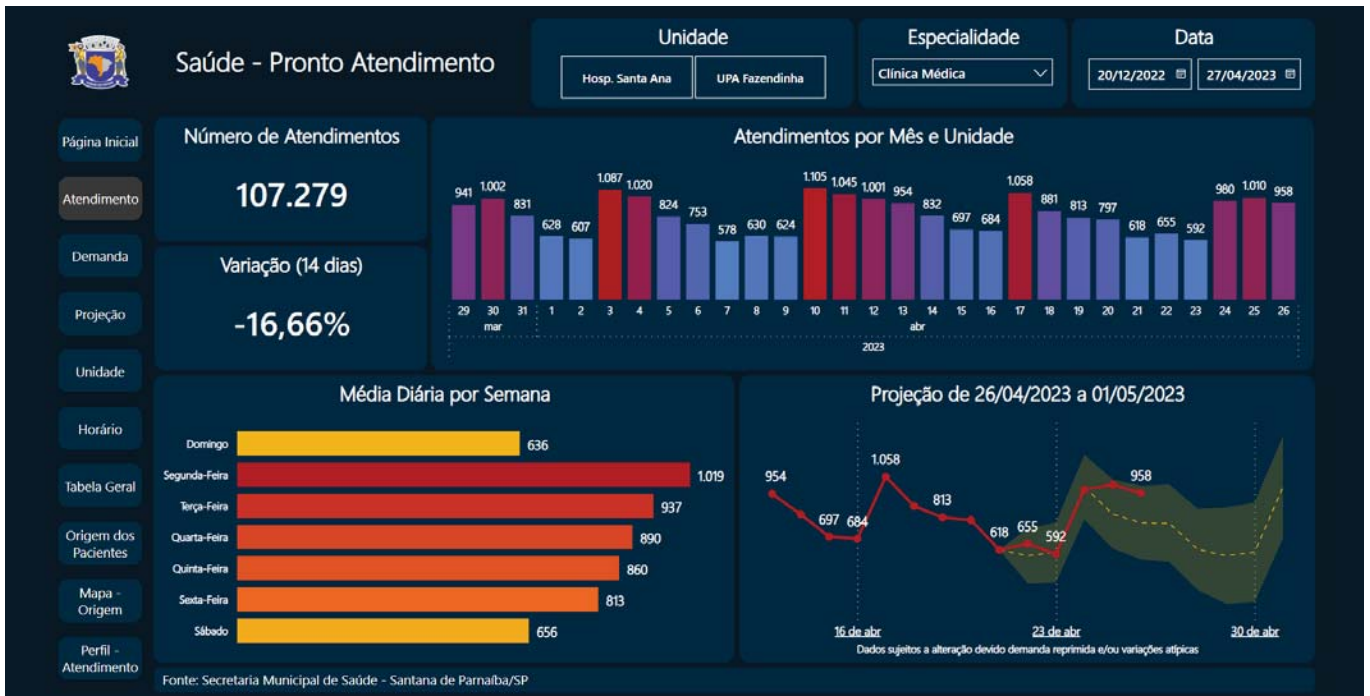 Saúde - Pronto Atendimento
Unidade
Hosp. Santa Ana
UPA Fazendinha
Especialidade
Clínica Médica
Data
20/12/2022
27/04/2023
Página Inicial
Atendimento
Demanda
Projeção
Unidade
Horário
Tabela Geral
Origem dos
Pacientes
Mapa -
Origem
Perfil -
Atendimento
Número de Atendimentos
107.279
Variação (14 dias)
-16,66%
Atendimentos por Mês e Unidade
941 1.002 831 628 607 1.087 1.020 824 753 578 630 624 1.105 1.045 1.001 954 832 697 684 1.058 881 813 797 618 655 592 980 1.010 958
29 30 31 1 2 3 4 5 6 7 8 9 10 11 12 13 14 15 16 17 18 19 20 21 22 23 24 25 26
mar abr
2023
Média Diária por Semana
Domingo 636
Segunda-Feira 1.019
Terça-Feira 937
Quarta-Feira 890
Quinta-Feira 860
Sexta-Feira 813
Sábado 656
Projeção de 26/04/2023 a 01/05/2023
954 697 684 1.058 813 618 655 592 958
16 de abr 23 de abr 30 de abr
Dados sujeitos a alteração devido demanda reprimida e/ou variações atípicas
Fonte: Secretaria Municipal de Saúde - Santana de Parnaíba/SP